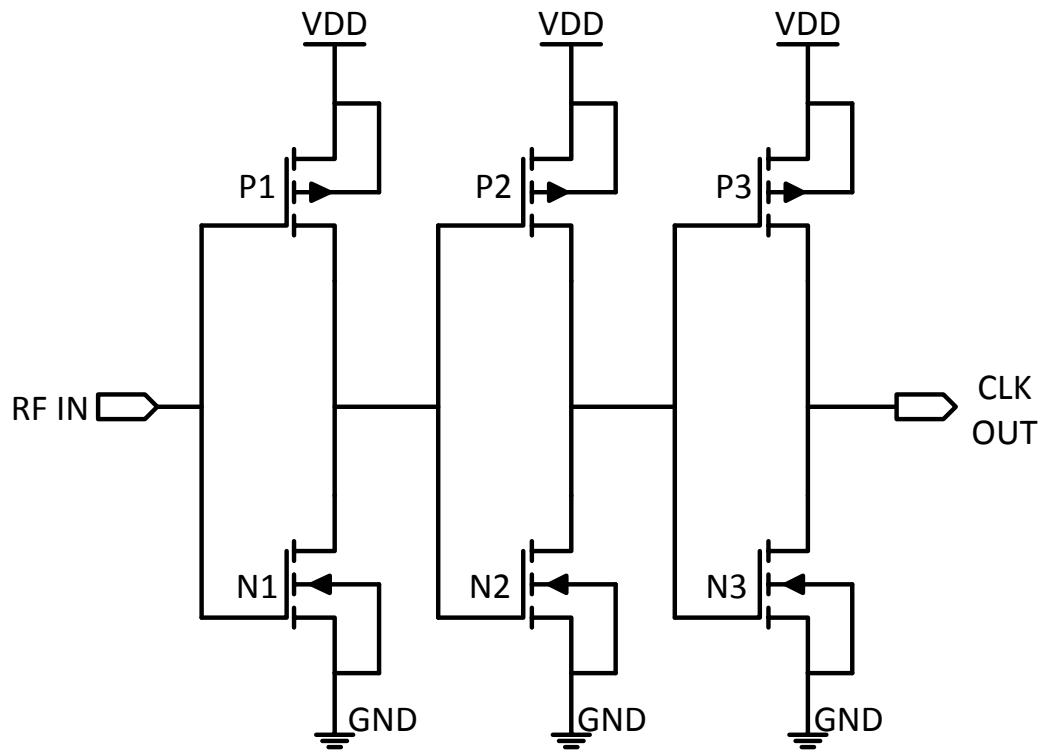 VDD
VDD
VDD
P1
P2
P3
RF IN
CLK
OUT
N1
N2
N3
GND
GND
GND